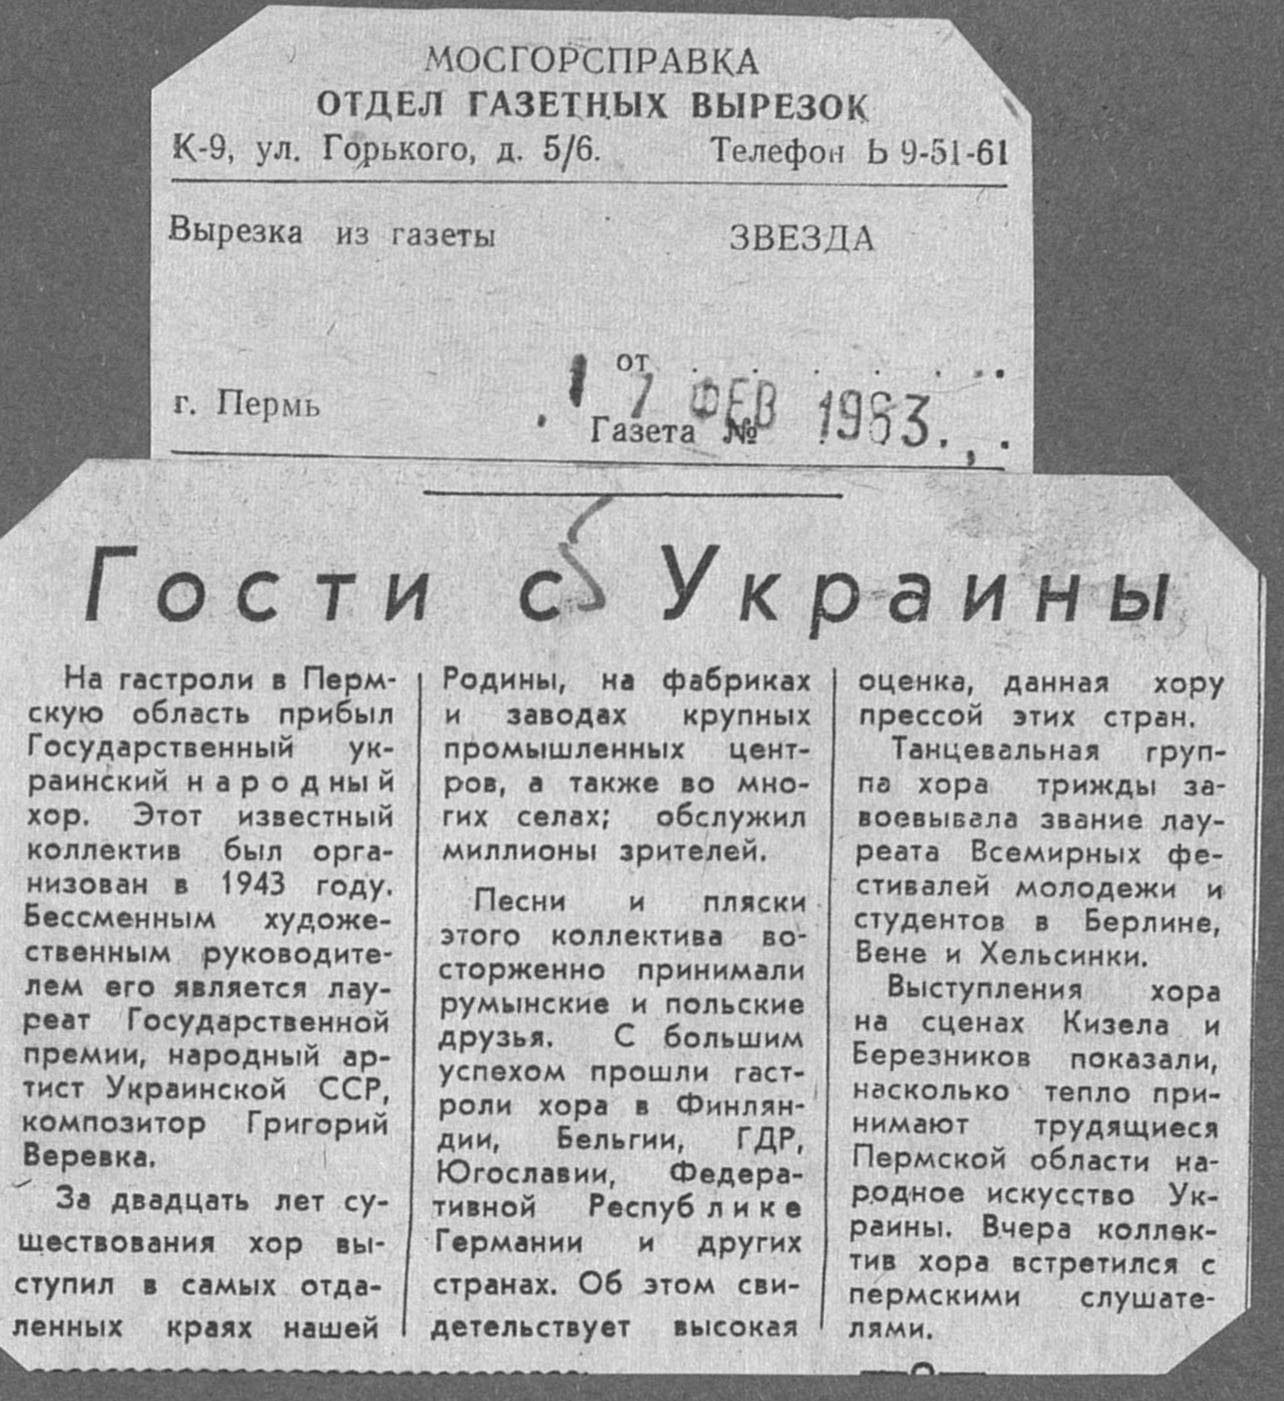 МОСГОРСПРАВКА
ОТДЕЛ ГАЗЕТНЫХ ВЫРЕЗОК
К-9, ул. Горького, д. 5/6. Телефон Б 9-51-61
Вырезка из газеты ЗВЕЗДА
от
г. Пермь 1 7 ФЕВ 1963
Газета №
Гости с Украины
На гастроли в Перм-
скую область прибыл
Государственный ук-
раинский народный
хор. Этот известный
коллектив был орга-
низован в 1943 году.
Бессменным художе-
ственным руководите-
лем его является лау-
реат Государственной
премии, народный ар-
тист Украинской ССР,
композитор Григорий
Веревка.
За двадцать лет су-
ществования хор вы-
ступил в самых отда-
ленных краях нашей
Родины, на фабриках
и заводах крупных
промышленных цент-
ров, а также во мно-
гих селах; обслужил
миллионы зрителей.
Песни и пляски
этого коллектива во-
сторженно принимали
румынские и польские
друзья. С большим
успехом прошли гаст-
роли хора в Финлян-
дии, Бельгии, ГДР,
Югославии, Федера-
тивной Республике
Германии и других
странах. Об этом сви-
детельствует высокая
оценка, данная хору
прессой этих стран.
Танцевальная груп-
па хора трижды за-
воевывала звание лау-
реата Всемирных фе-
стивалей молодежи и
студентов в Берлине,
Вене и Хельсинки.
Выступления хора
на сценах Кизела и
Березников показали,
насколько тепло при-
нимают трудящиеся
Пермской области на-
родное искусство Ук-
раины. Вчера коллек-
тив хора встретился с
пермскими слушате-
лями.